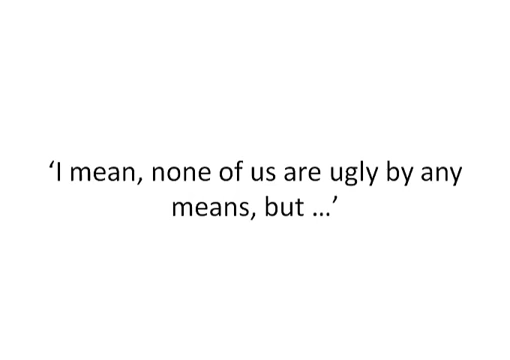 ‘I mean, none of us are ugly by any
means, but …’